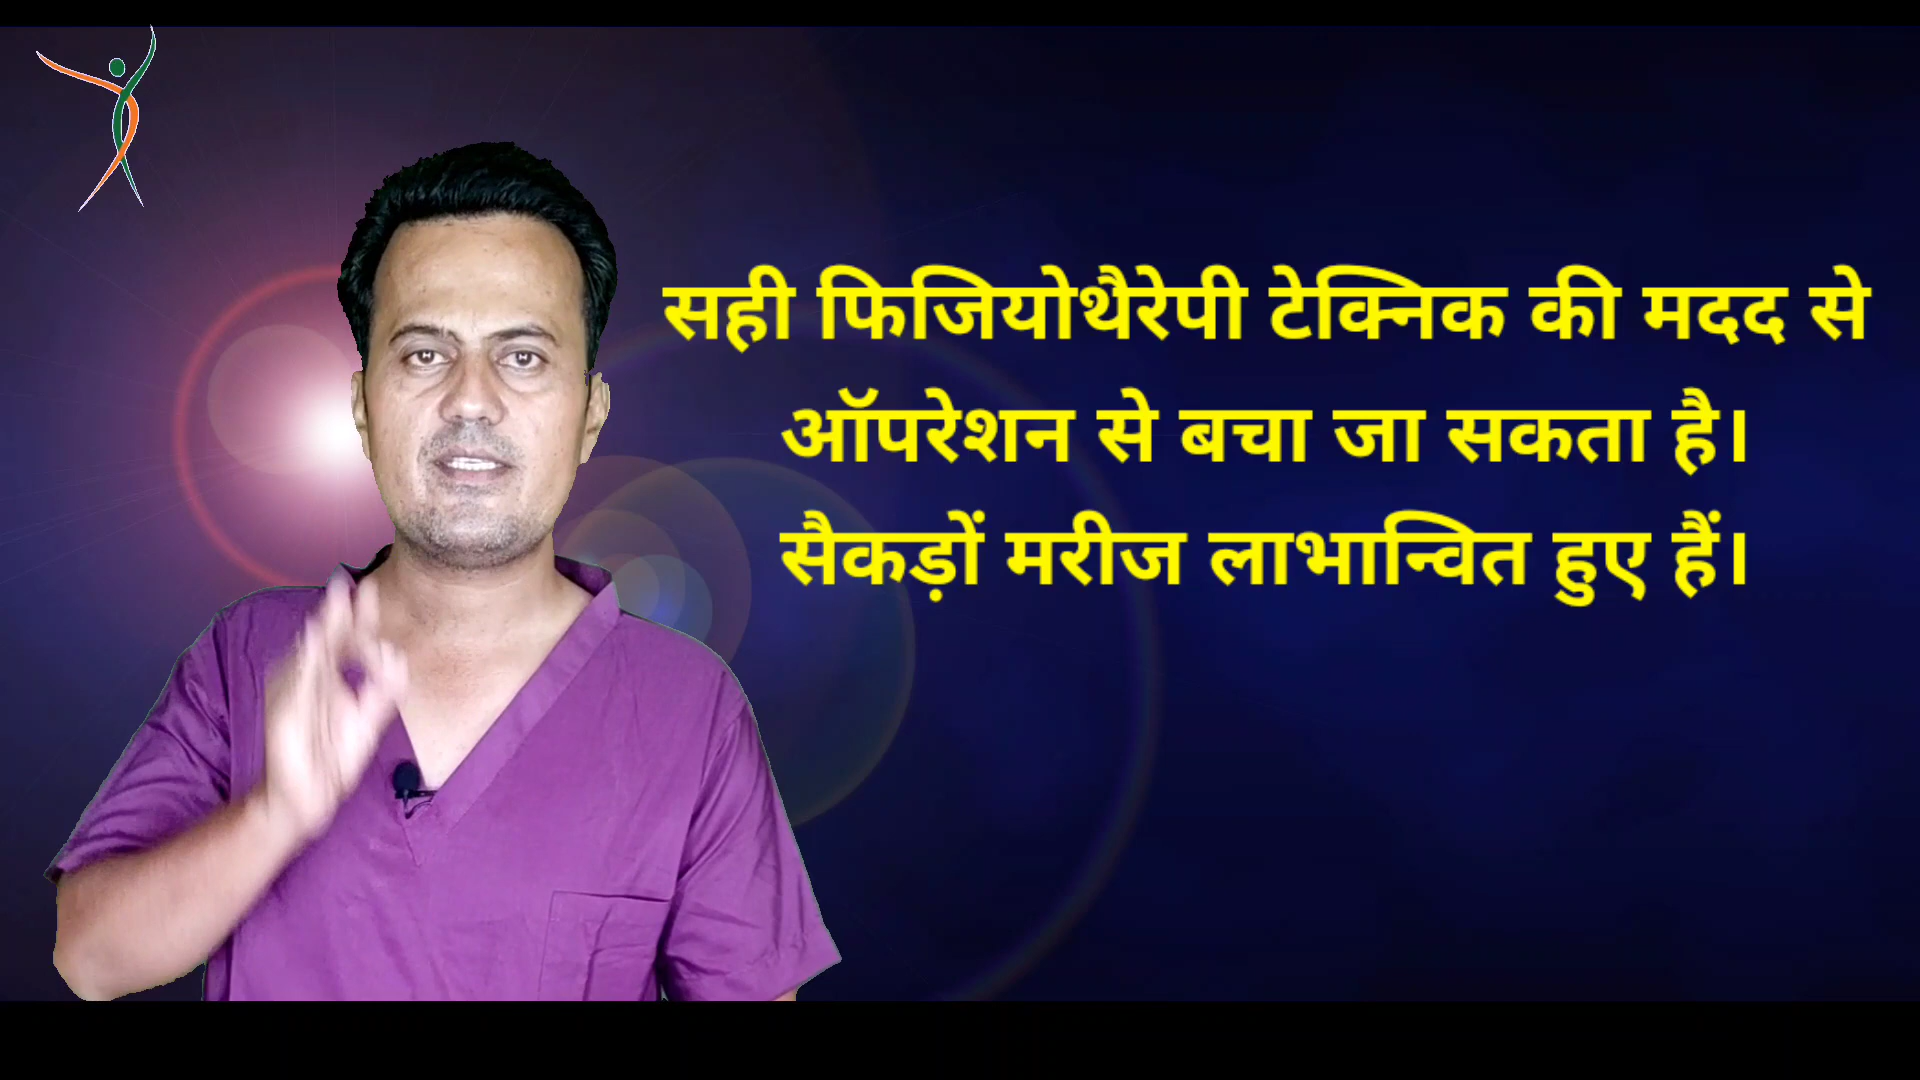 सही फिजियोथैरेपी टेक्निक की मदद से
ऑपरेशन से बचा जा सकता है।
सैकड़ों मरीज लाभान्वित हुए हैं।